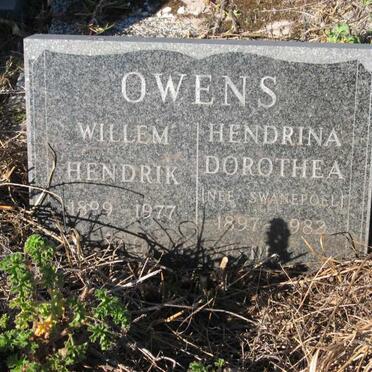 OWENS
WILLEM
HENDRIK
1899 1977
HENDRINA
DOROTHEA
(NEE SWANEPOEL)
1897 1982